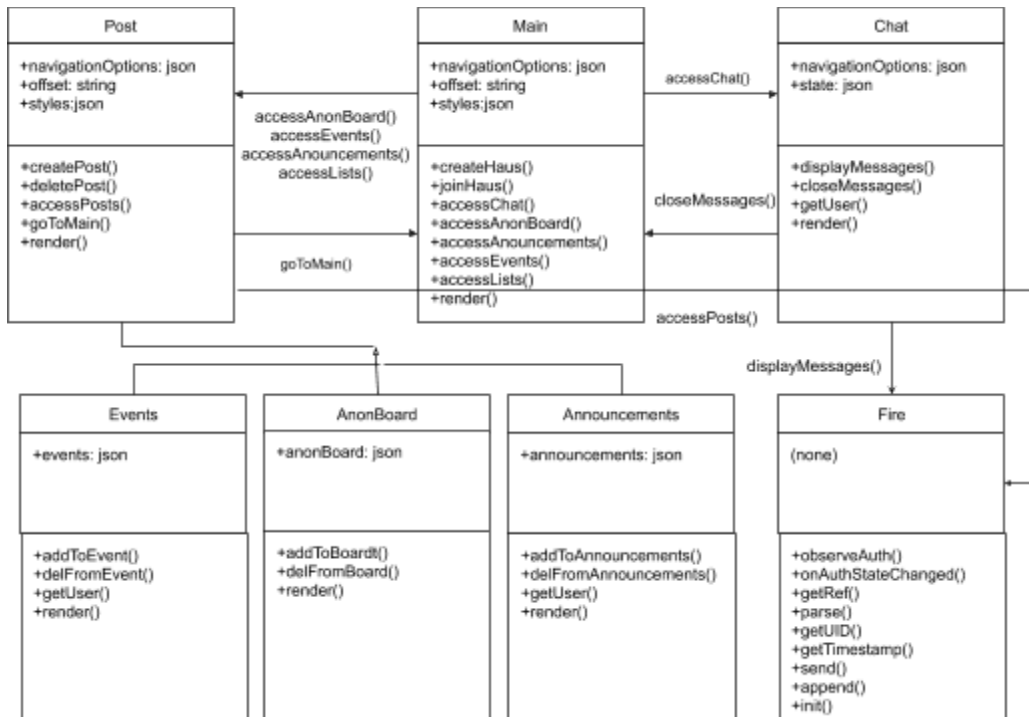 Post
+navigationOptions: json
+offset: string
+styles:json
+createPost()
+deletePost()
+accessPosts()
+goToMain()
+render()
accessAnonBoard()
accessEvents()
accessAnouncements()
accessLists()
goToMain()
Main
+navigationOptions: json
+offset: string
+styles:json
+createHaus()
+joinHaus()
+accessChat()
+accessAnonBoard()
+accessAnouncements()
+accessEvents()
+accessLists()
+render()
accessChat()
closeMessages()
accessPosts()
Chat
+navigationOptions: json
+state: json
+displayMessages()
+closeMessages()
+getUser()
+render()
displayMessages()
Events
+events: json
+addToEvent()
+delFromEvent()
+getUser()
+render()
AnonBoard
+anonBoard: json
+addToBoardt()
+delFromBoard()
+render()
Announcements
+announcements: json
+addToAnnouncements()
+delFromAnnouncements()
+getUser()
+render()
Fire
(none)
+observeAuth()
+onAuthStateChanged()
+getRef()
+parse()
+getUID()
+getTimestamp()
+send()
+append()
+init()